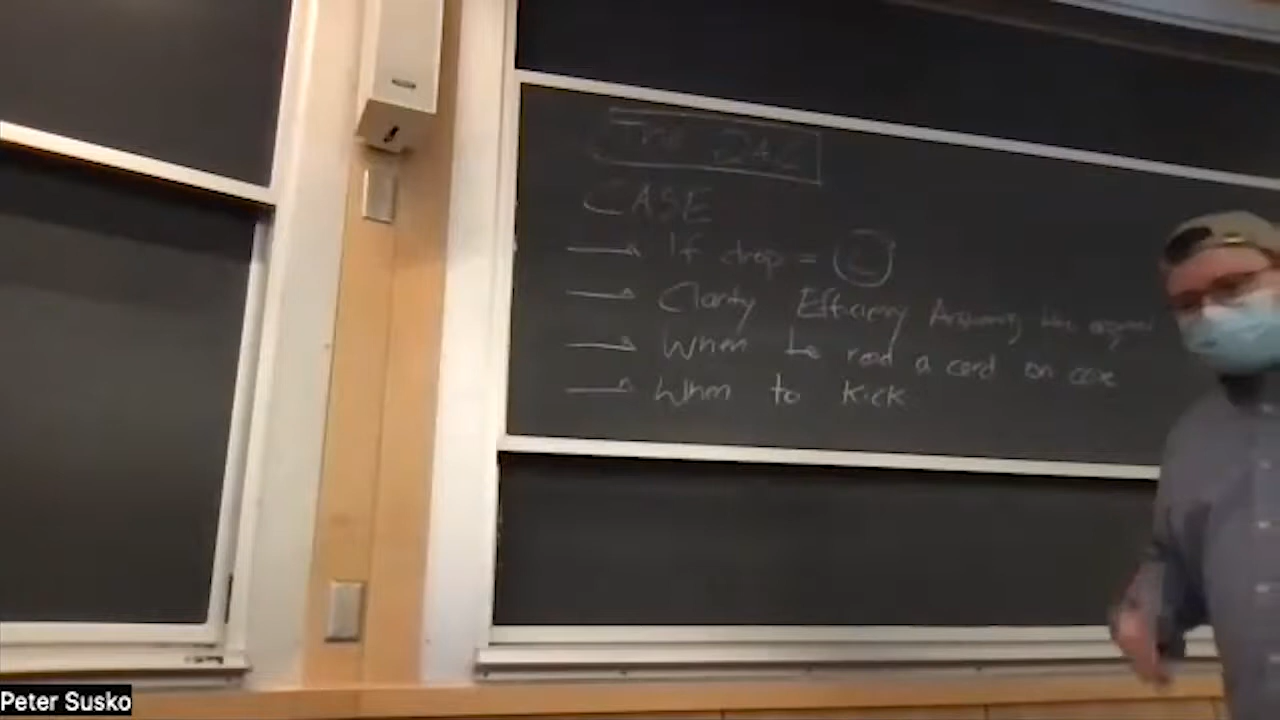 The 2AC
CASE
If drop = L
Clarity Efficiency Answering the argument
When to read a card on case
When to kick
Peter Susko